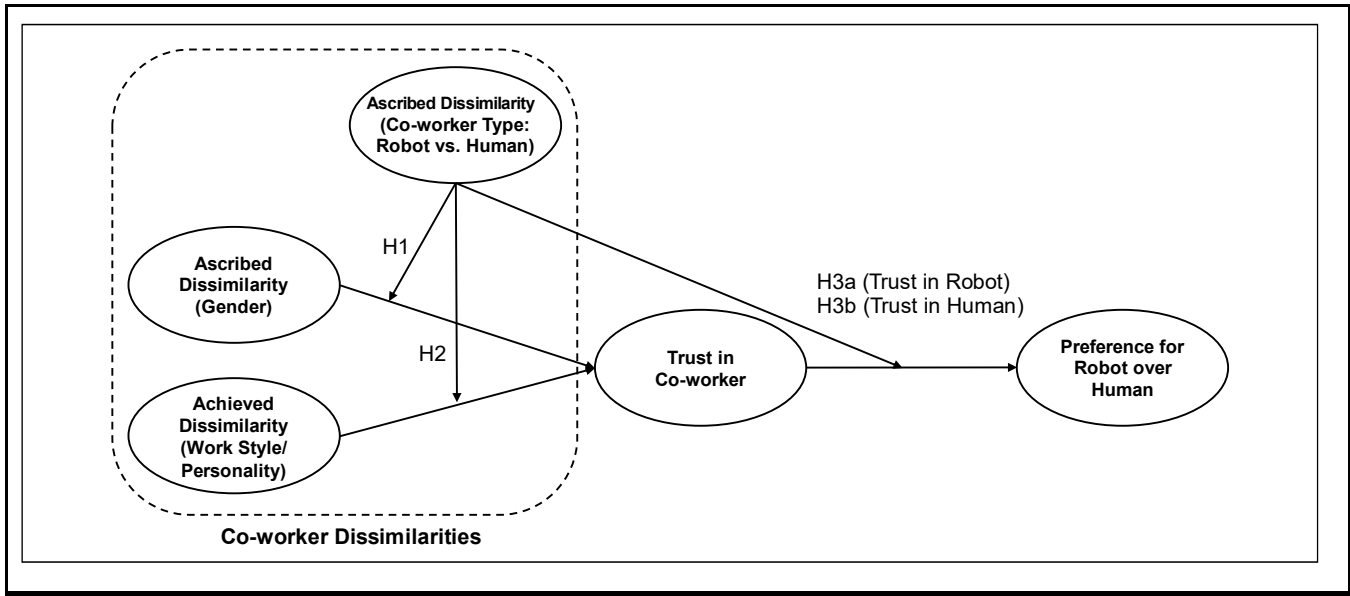 Ascribed Dissimilarity
(Co-worker Type:
Robot vs. Human)
H1
Ascribed
Dissimilarity
(Gender)
H2
H3a (Trust in Robot)
H3b (Trust in Human)
Trust in
Co-worker
Preference for
Robot over
Human
Achieved
Dissimilarity
(Work Style/
Personality)
Co-worker Dissimilarities